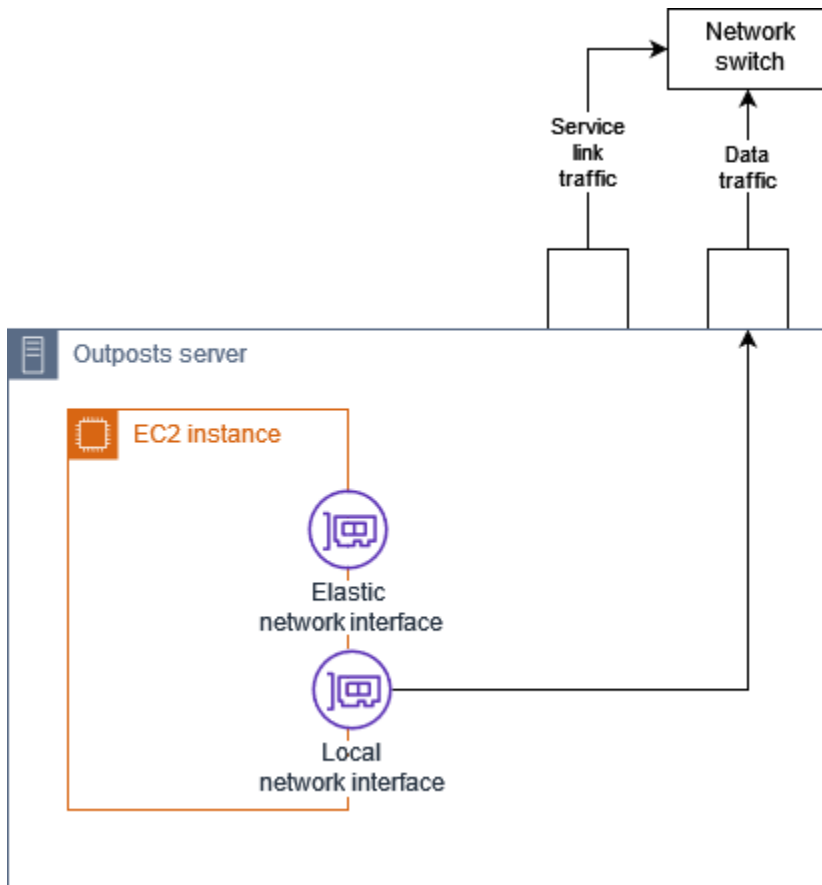 Network
switch
Service
link
traffic
Data
traffic
Outposts server
EC2 instance
Elastic
network interface
Local
network interface